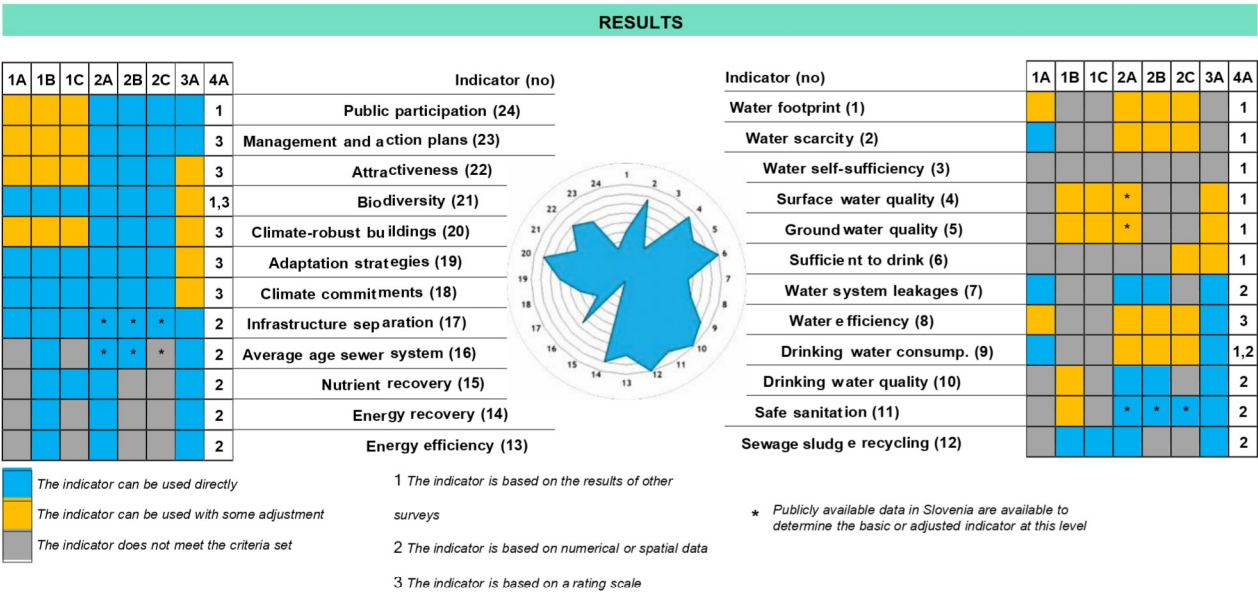 RESULTS
1A 1B 1C 2A 2B 2C 3A 4A Indicator (no)
1 Public participation (24)
3 Management and action plans (23)
3 Attractiveness (22)
1,3 Biodiversity (21)
3 Climate-robust buildings (20)
3 Adaptation strategies (19)
3 Climate commitments (18)
* * * 2 Infrastructure separation (17)
* * * 2 Average age sewer system (16)
2 Nutrient recovery (15)
2 Energy recovery (14)
2 Energy efficiency (13)
1
2
3
4
5
6
7
8
9
10
11
12
13
14
15
16
17
18
19
20
21
22
23
24
Indicator (no) 1A 1B 1C 2A 2B 2C 3A 4A
Water footprint (1) 1
Water scarcity (2) 1
Water self-sufficiency (3) 1
Surface water quality (4) * 1
Ground water quality (5) * 1
Sufficient to drink (6) 1
Water system leakages (7) 2
Water efficiency (8) 3
Drinking water consump. (9) 1,2
Drinking water quality (10) 2
Safe sanitation (11) * * * 2
Sewage sludge recycling (12) 2
The indicator can be used directly
The indicator can be used with some adjustment
The indicator does not meet the criteria set
1 The indicator is based on the results of other
surveys
2 The indicator is based on numerical or spatial data
3 The indicator is based on a rating scale
* Publicly available data in Slovenia are available to
determine the basic or adjusted indicator at this level